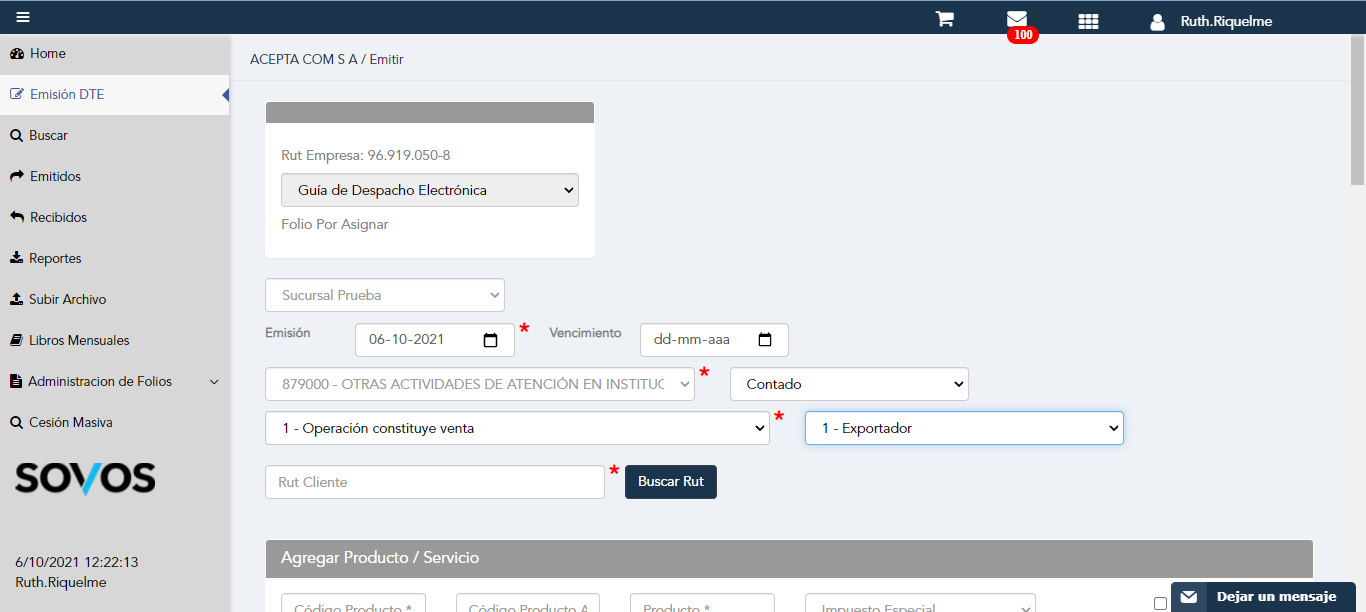 100
Ruth.Riquelme
Home
Emisión DTE
Buscar
Emitidos
Recibidos
Reportes
Subir Archivo
Libros Mensuales
Administracion de Folios
Cesión Masiva
SOVOS
6/10/2021 12:22:13
Ruth.Riquelme
ACEPTA COM S A / Emitir
Rut Empresa: 96.919.050-8
Guía de Despacho Electrónica
Folio Por Asignar
Sucursal Prueba
Emisión 06-10-2021 * Vencimiento dd-mm-aaa
879000 - OTRAS ACTIVIDADES DE ATENCIÓN EN INSTITUC * Contado
1 - Operación constituye venta * 1 - Exportador
Rut Cliente * Buscar Rut
Agregar Producto / Servicio
Código Producto * Código Producto A Producto * Impuesto Especial
Dejar un mensaje